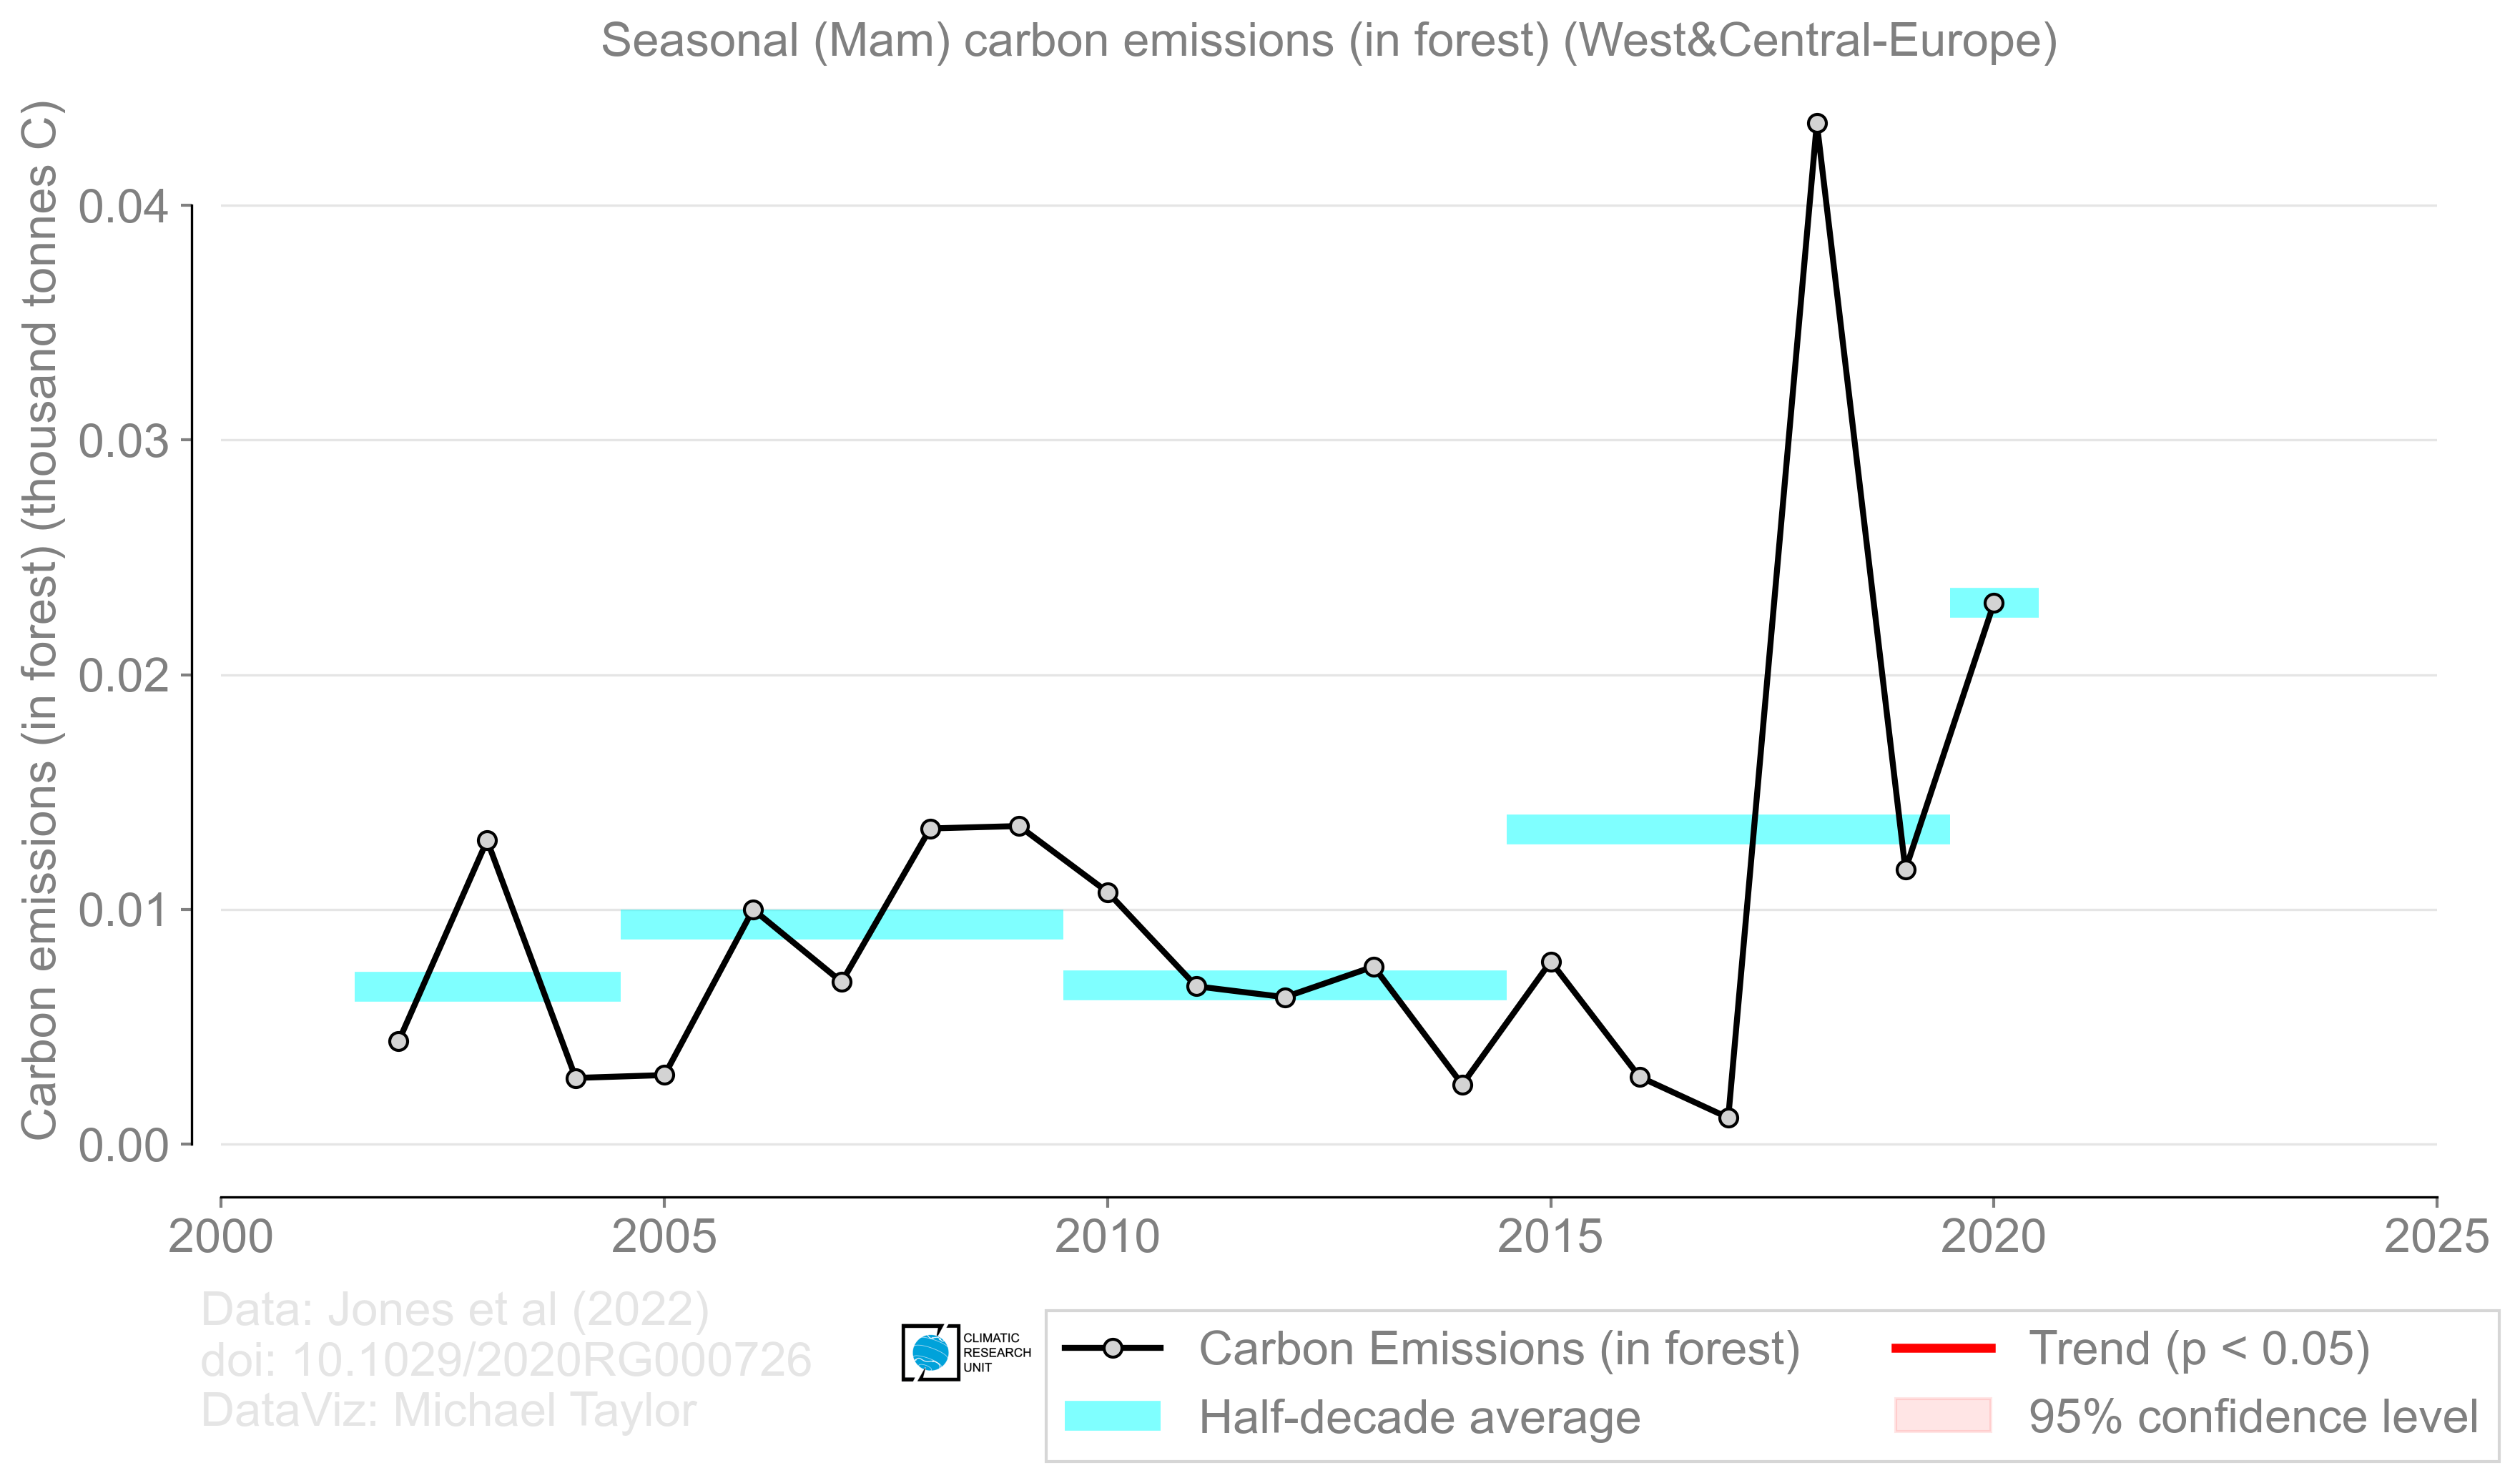 Seasonal (Mam) carbon emissions (in forest) (West&Central-Europe)
Carbon emissions (in forest) (thousand tonnes C)
0.04
0.03
0.02
0.01
0.00
2000
2005
2010
2015
2020
2025
Data: Jones et al (2022)
doi: 10.1029/2020RG000726
DataViz: Michael Taylor
CLIMATIC
RESEARCH
UNIT
Carbon Emissions (in forest)
Half-decade average
Trend (p < 0.05)
95% confidence level